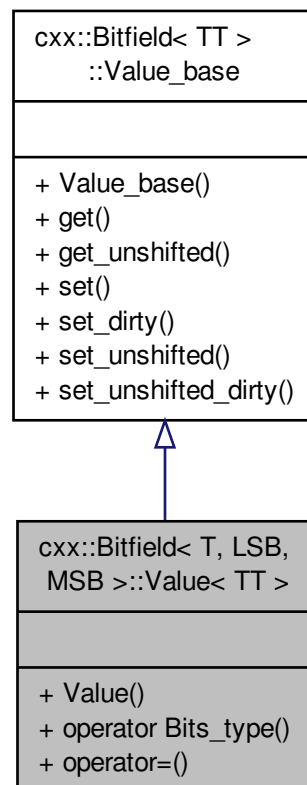 cxx::Bitfield< TT >
::Value_base
+ Value_base()
+ get()
+ get_unshifted()
+ set()
+ set_dirty()
+ set_unshifted()
+ set_unshifted_dirty()
cxx::Bitfield< T, LSB,
MSB >::Value< TT >
+ Value()
+ operator Bits_type()
+ operator=()